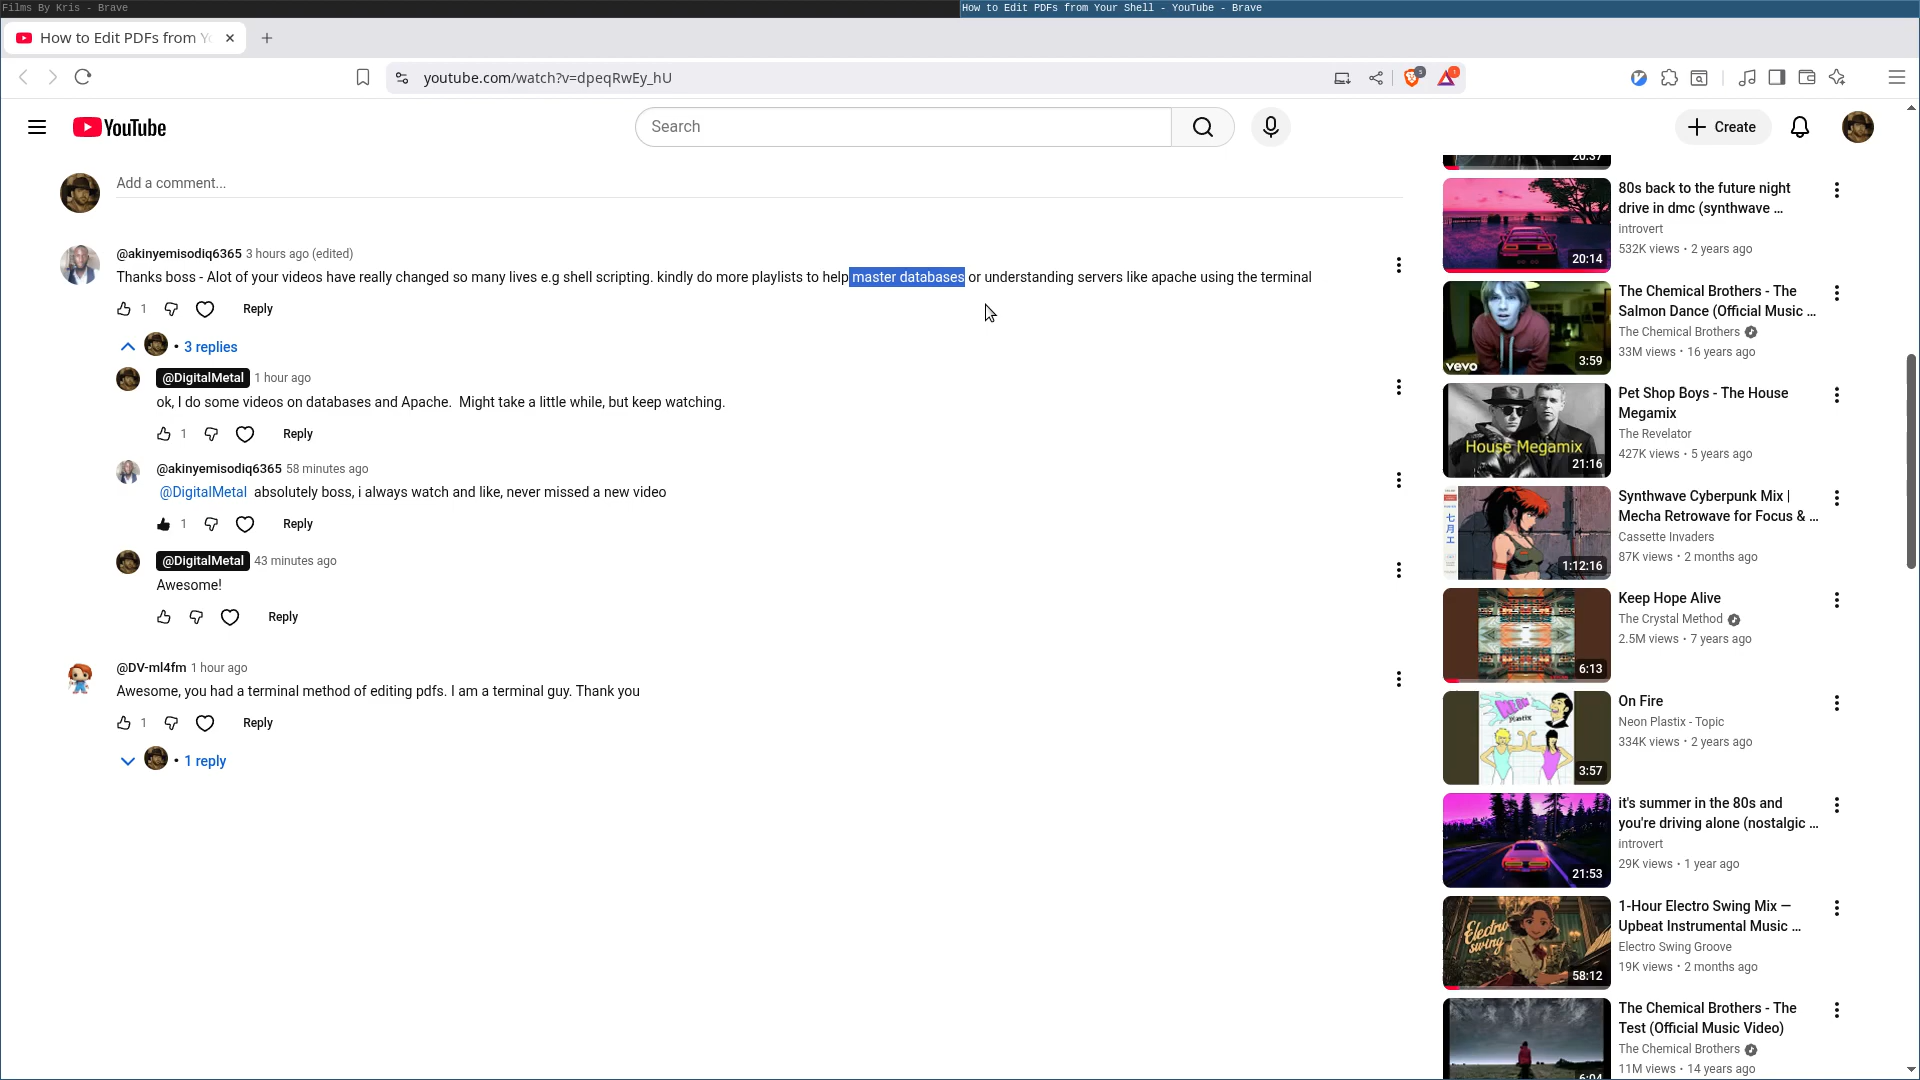 Films By Kris - Brave
How to Edit PDFs from Your Shell - YouTube - Brave
How to Edit PDFs from Yo
youtube.com/watch?v=dpeqRwEy_hU
5
1
YouTube
Search
Create
Add a comment...
@akinyemisodiq6365 3 hours ago (edited)
Thanks boss - Alot of your videos have really changed so many lives e.g shell scripting. kindly do more playlists to help master databases or understanding servers like apache using the terminal
1 Reply
• 3 replies
@DigitalMetal 1 hour ago
ok, I do some videos on databases and Apache. Might take a little while, but keep watching.
1 Reply
@akinyemisodiq6365 58 minutes ago
@DigitalMetal absolutely boss, i always watch and like, never missed a new video
1 Reply
@DigitalMetal 43 minutes ago
Awesome!
Reply
@DV-ml4fm 1 hour ago
Awesome, you had a terminal method of editing pdfs. I am a terminal guy. Thank you
1 Reply
• 1 reply
20:37
80s back to the future night
drive in dmc (synthwave …
introvert
532K views • 2 years ago
20:14
The Chemical Brothers - The
Salmon Dance (Official Music …
The Chemical Brothers
33M views • 16 years ago
vevo
3:59
Pet Shop Boys - The House
Megamix
The Revelator
427K views • 5 years ago
House Megamix
21:16
Synthwave Cyberpunk Mix |
Mecha Retrowave for Focus & …
Cassette Invaders
87K views • 2 months ago
七月エ
1:12:16
Keep Hope Alive
The Crystal Method
2.5M views • 7 years ago
6:13
On Fire
Neon Plastix - Topic
334K views • 2 years ago
NEON
plastix
3:57
it's summer in the 80s and
you're driving alone (nostalgic …
introvert
29K views • 1 year ago
21:53
1-Hour Electro Swing Mix —
Upbeat Instrumental Music …
Electro Swing Groove
19K views • 2 months ago
Electro
swing
58:12
The Chemical Brothers - The
Test (Official Music Video)
The Chemical Brothers
11M views • 14 years ago
6:04